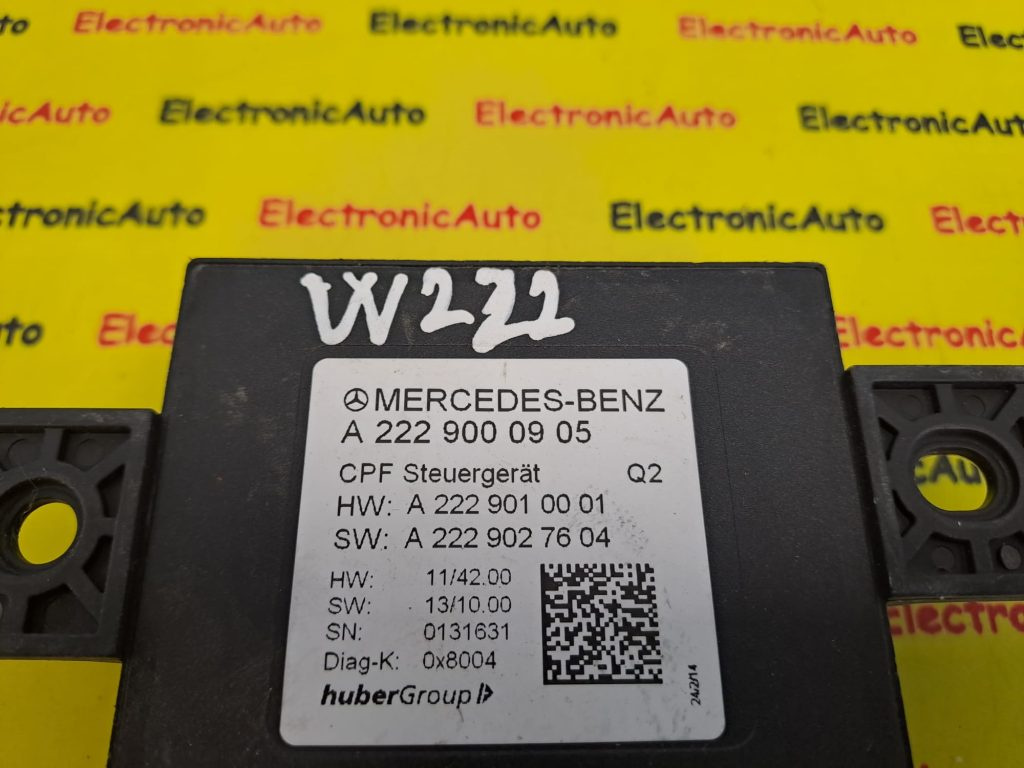 ElectronicAuto ElectronicAuto ElectronicAuto
ElectronicAuto ElectronicAuto
ElectronicAuto ElectronicAuto
W222
MERCEDES-BENZ
A 222 900 09 05
CPF Steuergerät Q2
HW: A 222 901 00 01
SW: A 222 902 76 04
HW: 11/42.00
SW: 13/10.00
SN: 0131631
Diag-K: 0x8004
huberGroup
24/2/14